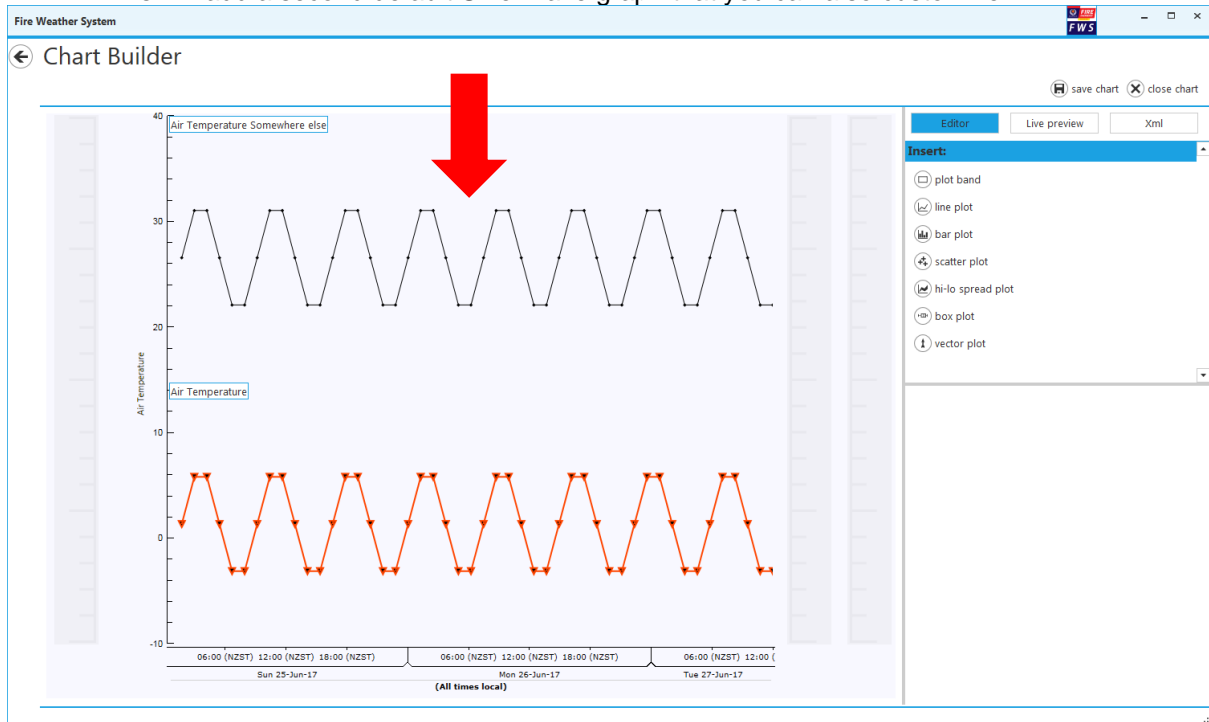 Fire Weather System
FIRE
FWS
Chart Builder
save chart
close chart
40
Air Temperature Somewhere else
30
20
Air Temperature
Air Temperature
10
0
-10
06:00 (NZST) 12:00 (NZST) 18:00 (NZST) 06:00 (NZST) 12:00 (NZST) 18:00 (NZST) 06:00 (NZST) 12:00 (
Sun 25-Jun-17 Mon 26-Jun-17 Tue 27-Jun-17
(All times local)
Editor Live preview Xml
Insert:
plot band
line plot
bar plot
scatter plot
hi-lo spread plot
box plot
vector plot